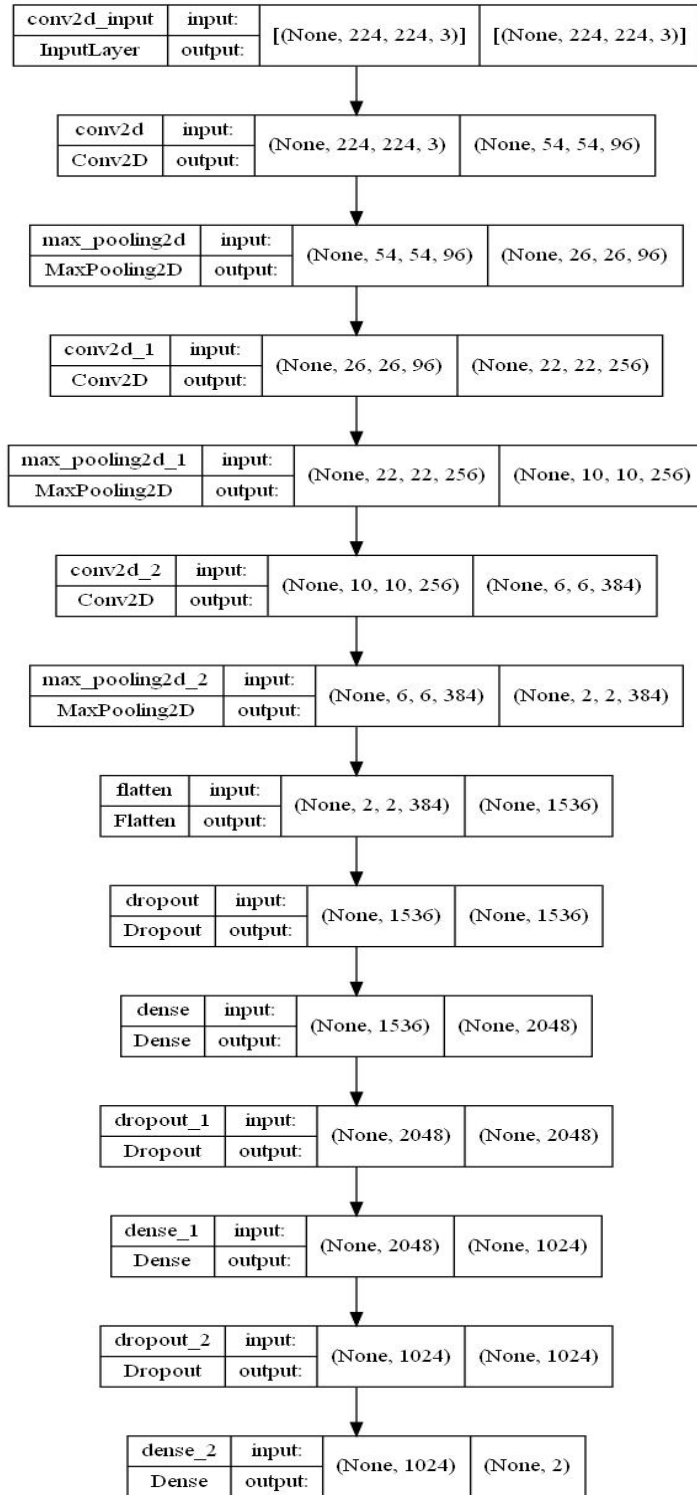 conv2d_input input: [(None, 224, 224, 3)] [(None, 224, 224, 3)]
InputLayer output:
conv2d input: (None, 224, 224, 3) (None, 54, 54, 96)
Conv2D output:
max_pooling2d input: (None, 54, 54, 96) (None, 26, 26, 96)
MaxPooling2D output:
conv2d_1 input: (None, 26, 26, 96) (None, 22, 22, 256)
Conv2D output:
max_pooling2d_1 input: (None, 22, 22, 256) (None, 10, 10, 256)
MaxPooling2D output:
conv2d_2 input: (None, 10, 10, 256) (None, 6, 6, 384)
Conv2D output:
max_pooling2d_2 input: (None, 6, 6, 384) (None, 2, 2, 384)
MaxPooling2D output:
flatten input: (None, 2, 2, 384) (None, 1536)
Flatten output:
dropout input: (None, 1536) (None, 1536)
Dropout output:
dense input: (None, 1536) (None, 2048)
Dense output:
dropout_1 input: (None, 2048) (None, 2048)
Dropout output:
dense_1 input: (None, 2048) (None, 1024)
Dense output:
dropout_2 input: (None, 1024) (None, 1024)
Dropout output:
dense_2 input: (None, 1024) (None, 2)
Dense output: